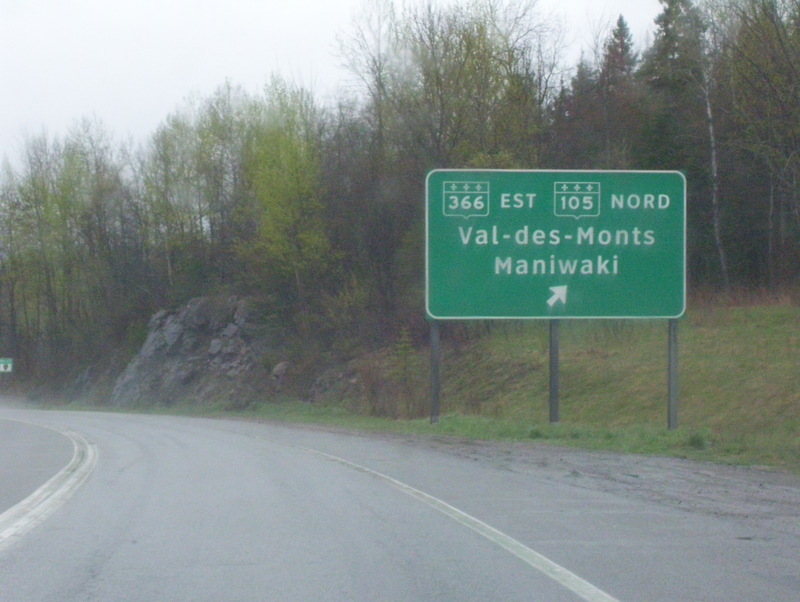 366 EST 105 NORD
Val-des-Monts
Maniwaki